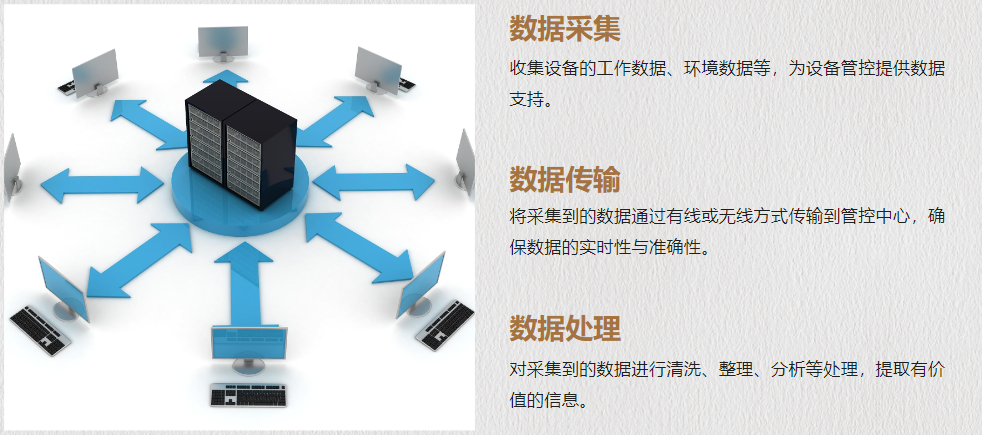 数据采集
收集设备的工作数据、环境数据等，为设备管控提供数据
支持。
数据传输
将采集到的数据通过有线或无线方式传输到管控中心，确
保数据的实时性与准确性。
数据处理
对采集到的数据进行清洗、整理、分析等处理，提取有价
值的信息。